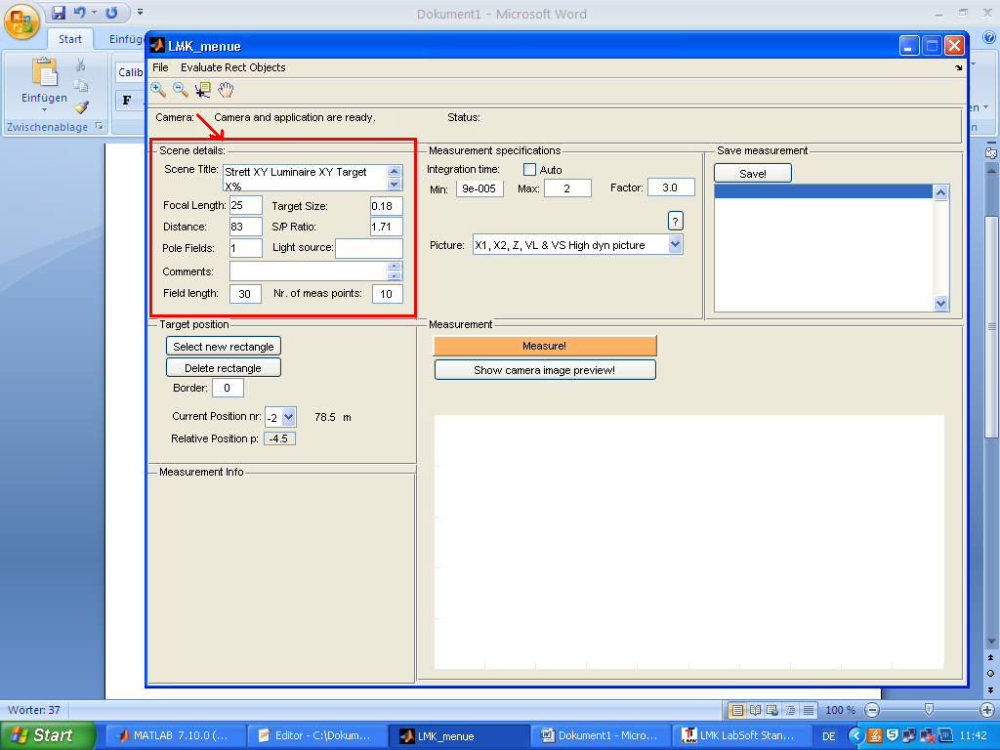 Dokument1 - Microsoft Word
Start
Einfüg
Calib
Einfügen
F
Zwischenablage
en
n
LMK_menue
File Evaluate Rect Objects
Camera: Camera and application are ready. Status:
Scene details:
Scene Title: Strett XY Luminaire XY Target
X%
Focal Length: 25 Target Size: 0.18
Distance: 83 S/P Ratio: 1.71
Pole Fields: 1 Light source:
Comments:
Field length: 30 Nr. of meas points: 10
Measurement specifications
Integration time: Auto
Min: 9e-005 Max: 2 Factor: 3.0
?
Picture: X1, X2, Z, VL & VS High dyn picture
Save measurement
Save!
Target position
Select new rectangle
Delete rectangle
Border: 0
Current Position nr: -2 78.5 m
Relative Position p: -4.5
Measurement
Measure!
Show camera image preview!
Measurement Info
Wörter: 37
100 %
Start
MATLAB 7.10.0 (...
Editor - C:\Dokum...
LMK_menue
Dokument1 - Micro...
LMK LabSoft Stan...
DE
11:42